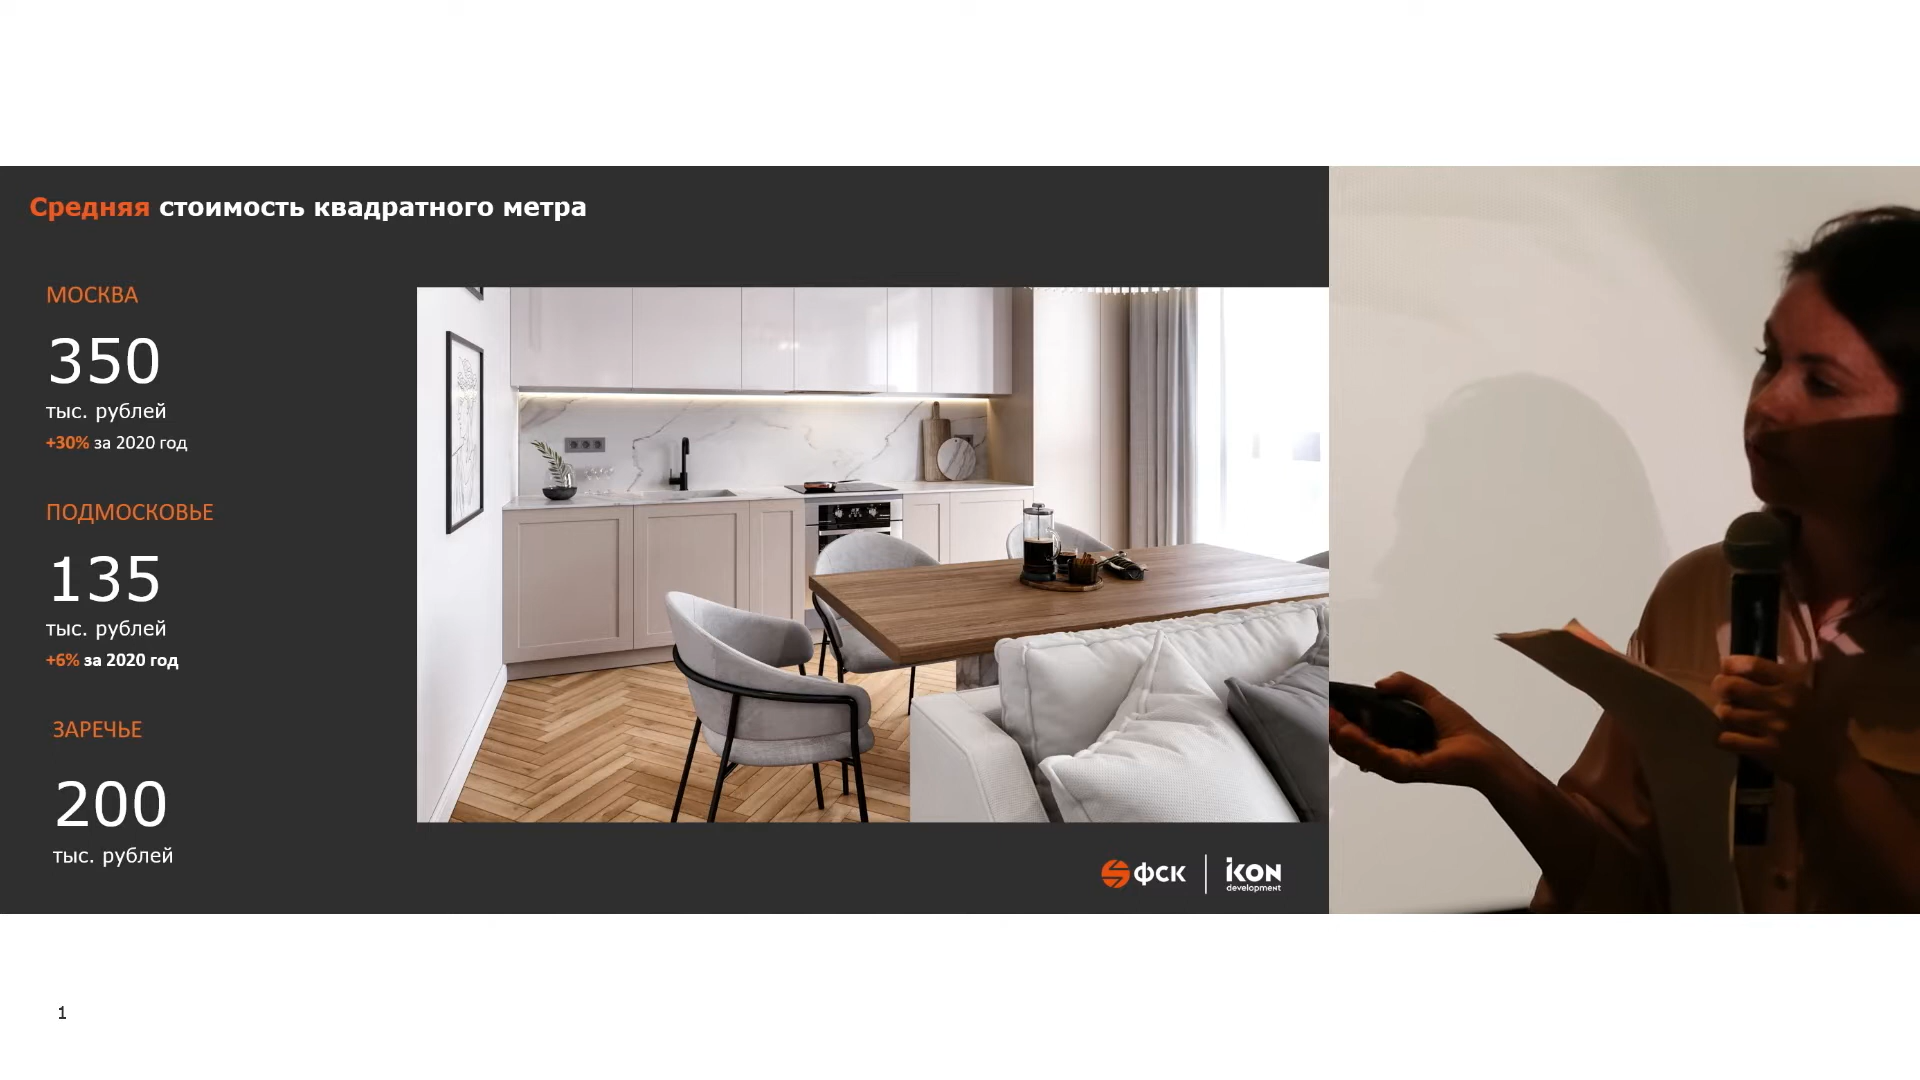 Средняя стоимость квадратного метра
МОСКВА
350
тыс. рублей
+30% за 2020 год
ПОДМОСКОВЬЕ
135
тыс. рублей
+6% за 2020 год
ЗАРЕЧЬЕ
200
тыс. рублей
ФСК
iKON
development
1